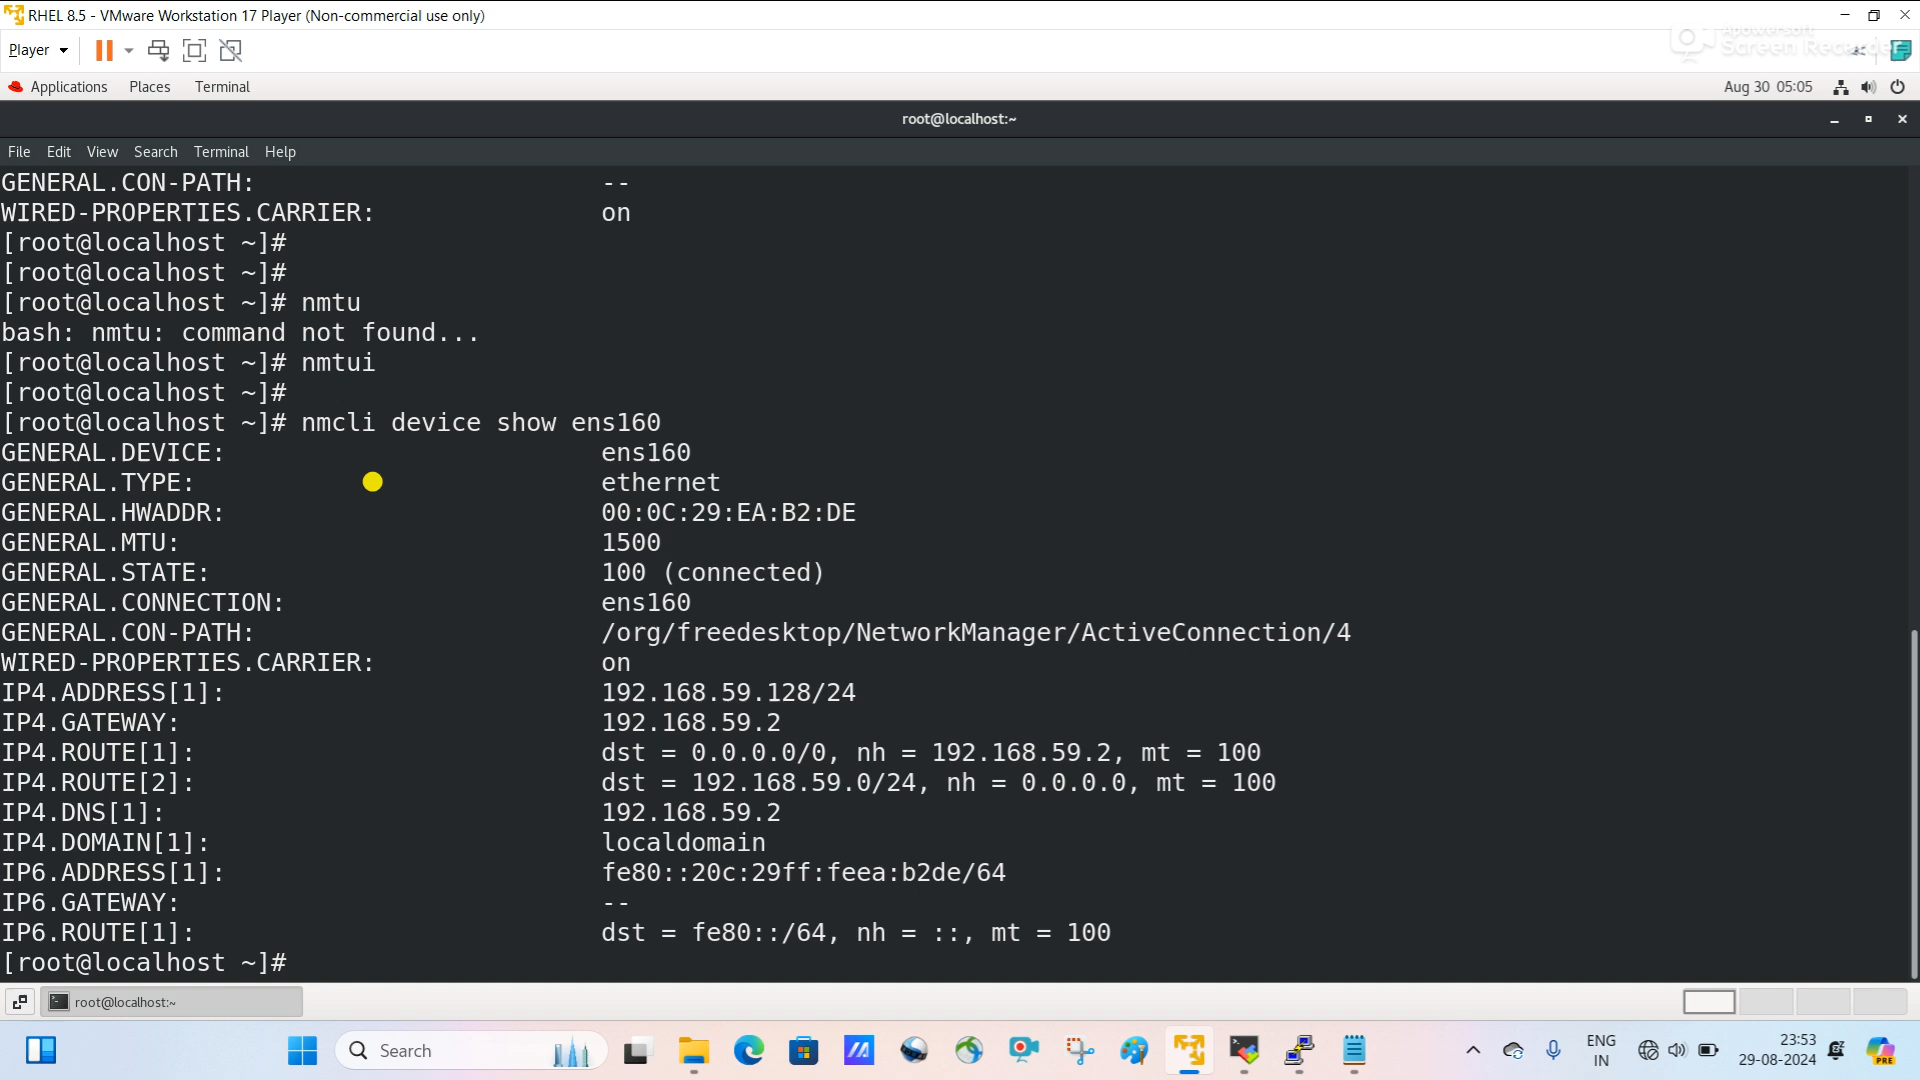 RHEL 8.5 - VMware Workstation 17 Player (Non-commercial use only)
Player
Apowersoft
Screen Recorder
Applications Places Terminal Aug 30 05:05
root@localhost:~
File Edit View Search Terminal Help
GENERAL.CON-PATH: --
WIRED-PROPERTIES.CARRIER: on
[root@localhost ~]#
[root@localhost ~]#
[root@localhost ~]# nmtu
bash: nmtu: command not found...
[root@localhost ~]# nmtui
[root@localhost ~]#
[root@localhost ~]# nmcli device show ens160
GENERAL.DEVICE: ens160
GENERAL.TYPE: ethernet
GENERAL.HWADDR: 00:0C:29:EA:B2:DE
GENERAL.MTU: 1500
GENERAL.STATE: 100 (connected)
GENERAL.CONNECTION: ens160
GENERAL.CON-PATH: /org/freedesktop/NetworkManager/ActiveConnection/4
WIRED-PROPERTIES.CARRIER: on
IP4.ADDRESS[1]: 192.168.59.128/24
IP4.GATEWAY: 192.168.59.2
IP4.ROUTE[1]: dst = 0.0.0.0/0, nh = 192.168.59.2, mt = 100
IP4.ROUTE[2]: dst = 192.168.59.0/24, nh = 0.0.0.0, mt = 100
IP4.DNS[1]: 192.168.59.2
IP4.DOMAIN[1]: localdomain
IP6.ADDRESS[1]: fe80::20c:29ff:feea:b2de/64
IP6.GATEWAY: --
IP6.ROUTE[1]: dst = fe80::/64, nh = ::, mt = 100
[root@localhost ~]#
root@localhost:~
Search
ENG
IN
23:53
29-08-2024
PRE